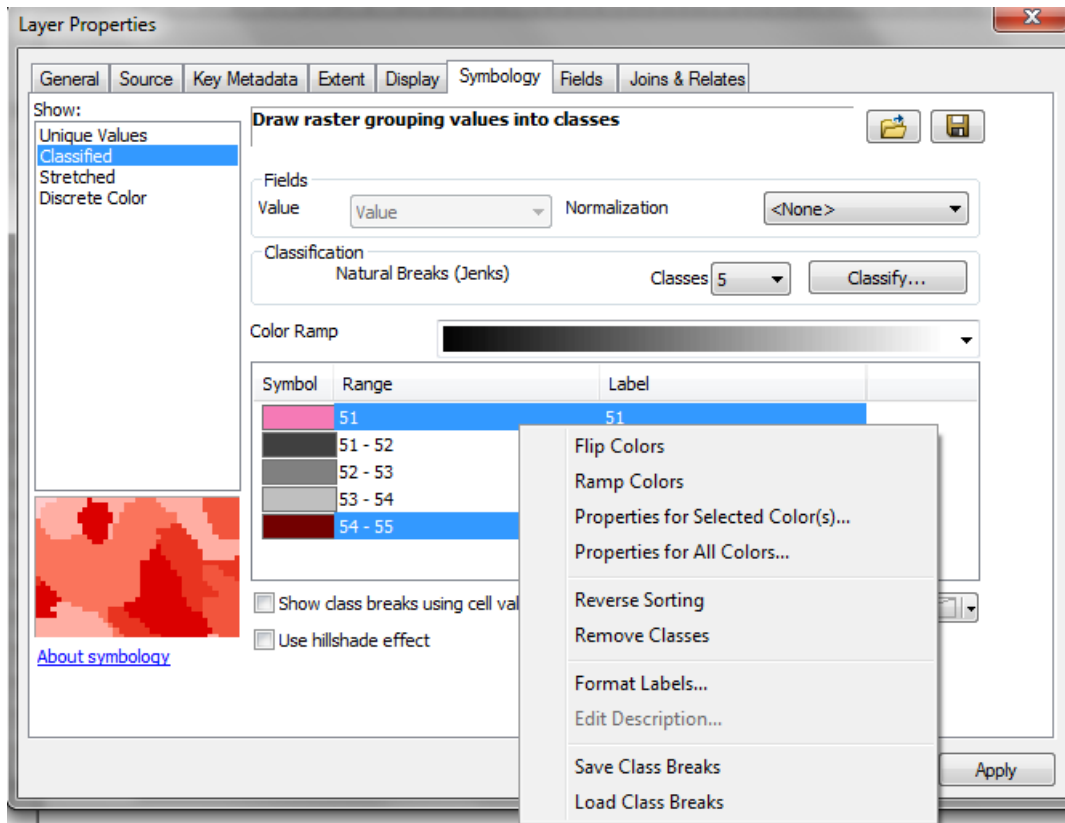 Layer Properties
x
General Source Key Metadata Extent Display Symbology Fields Joins & Relates
Show:
Unique Values
Classified
Stretched
Discrete Color
About symbology
Draw raster grouping values into classes
Fields
Value Value Normalization <None>
Classification
Natural Breaks (Jenks) Classes 5 Classify...
Color Ramp
Symbol Range Label
51 51
51 - 52
52 - 53
53 - 54
54 - 55
Show class breaks using cell val
Use hillshade effect
Flip Colors
Ramp Colors
Properties for Selected Color(s)...
Properties for All Colors...
Reverse Sorting
Remove Classes
Format Labels...
Edit Description...
Save Class Breaks
Load Class Breaks
Apply